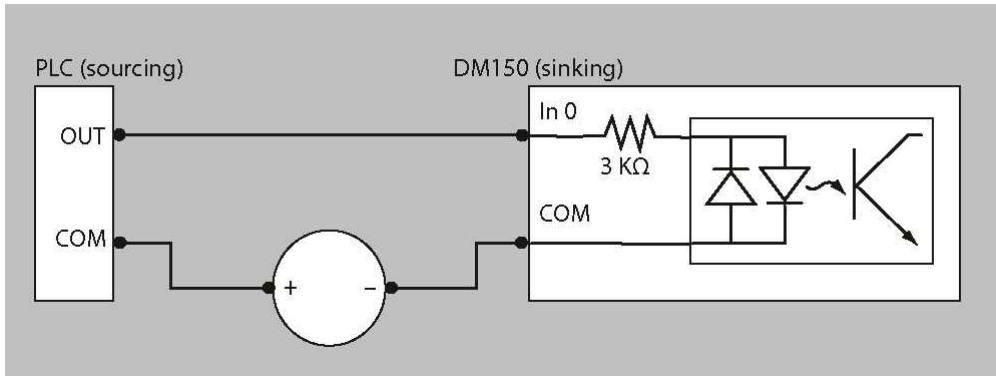 PLC (sourcing)
DM150 (sinking)
OUT
In 0
3 KΩ
COM
COM
+
–